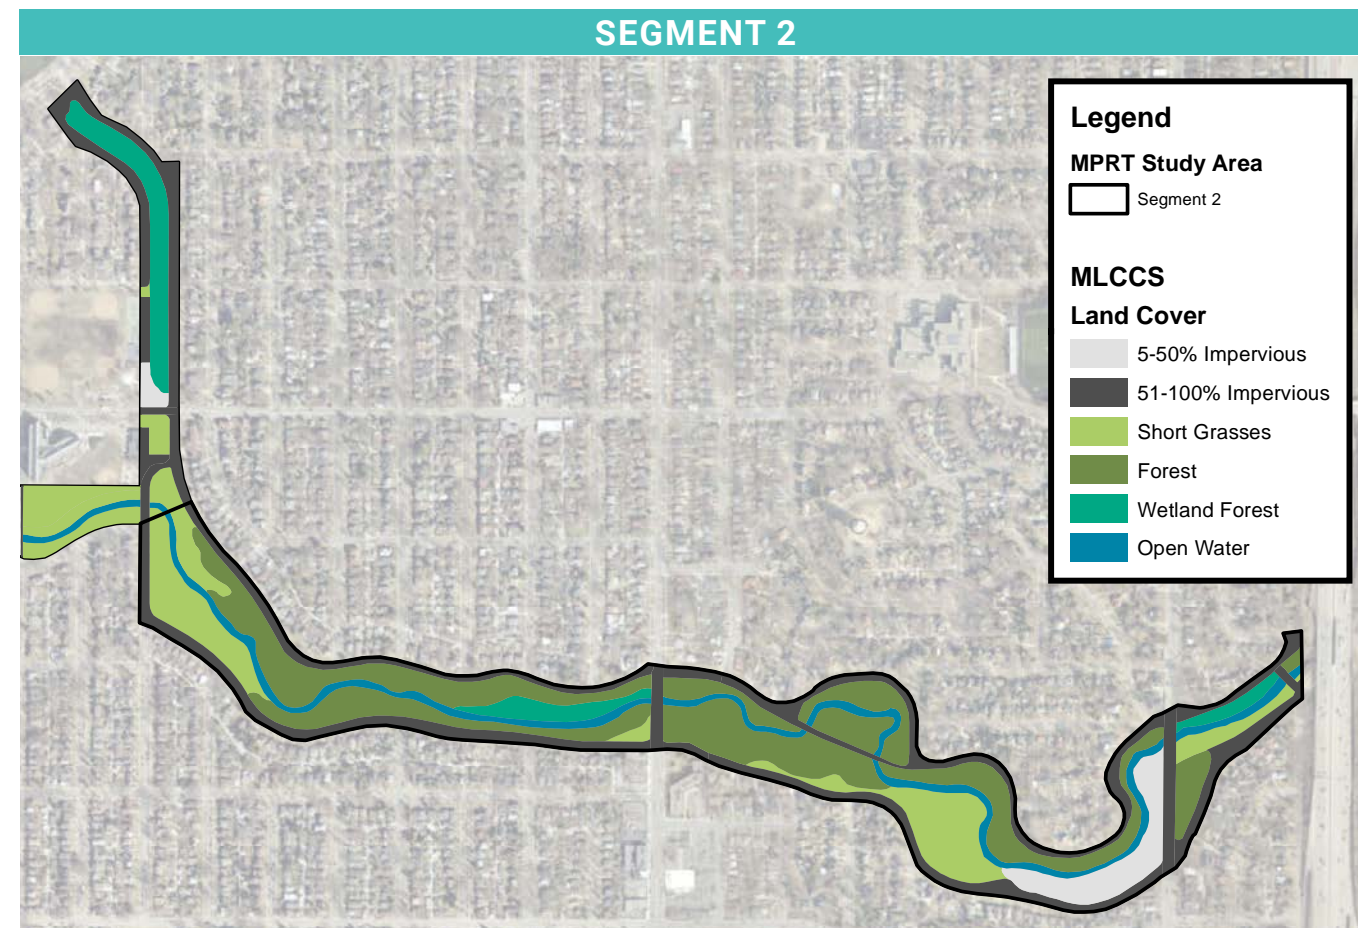 SEGMENT 2
Legend
MPRT Study Area
Segment 2
MLCCS
Land Cover
5-50% Impervious
51-100% Impervious
Short Grasses
Forest
Wetland Forest
Open Water